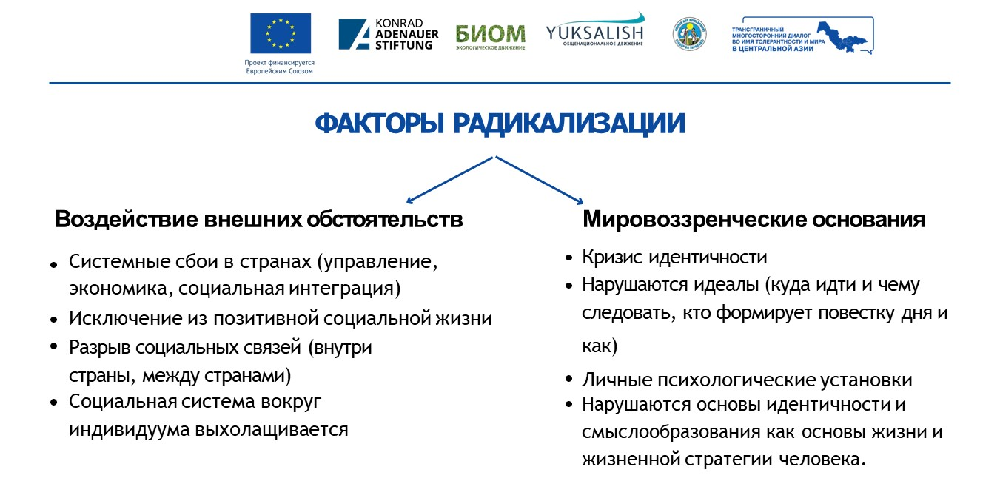 Проект финансируется
Европейским Союзом
KONRAD
ADENAUER
STIFTUNG
БИОМ
ЭКОЛОГИЧЕСКОЕ ДВИЖЕНИЕ
YUKSALISH
ОБЩЕНАЦИОНАЛЬНОЕ ДВИЖЕНИЕ
ТРАНСГРАНИЧНЫЙ
МНОГОСТОРОННИЙ ДИАЛОГ
ВО ИМЯ ТОЛЕРАНТНОСТИ И МИРА
В ЦЕНТРАЛЬНОЙ АЗИИ
ФАКТОРЫ РАДИКАЛИЗАЦИИ
Воздействие внешних обстоятельств
• Системные сбои в странах (управление,
экономика, социальная интеграция)
• Исключение из позитивной социальной жизни
• Разрыв социальных связей (внутри
страны, между странами)
• Социальная система вокруг
индивидуума выхолащивается
Мировоззренческие основания
• Кризис идентичности
• Нарушаются идеалы (куда идти и чему
следовать, кто формирует повестку дня и
как)
• Личные психологические установки
• Нарушаются основы идентичности и
смыслообразования как основы жизни и
жизненной стратегии человека.